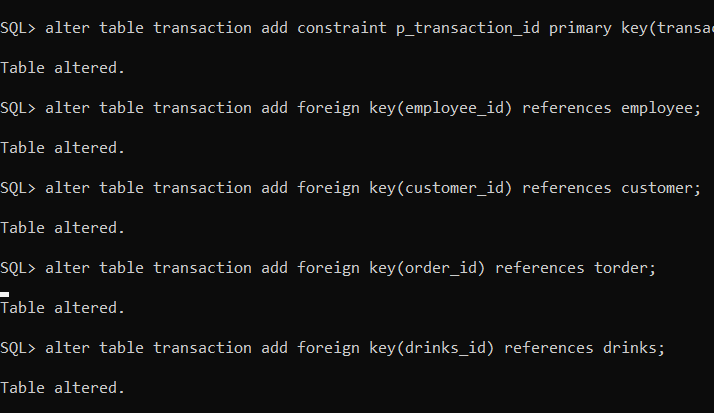 SQL> alter table transaction add constraint p_transaction_id primary key(transac
Table altered.
SQL> alter table transaction add foreign key(employee_id) references employee;
Table altered.
SQL> alter table transaction add foreign key(customer_id) references customer;
Table altered.
SQL> alter table transaction add foreign key(order_id) references torder;
Table altered.
SQL> alter table transaction add foreign key(drinks_id) references drinks;
Table altered.